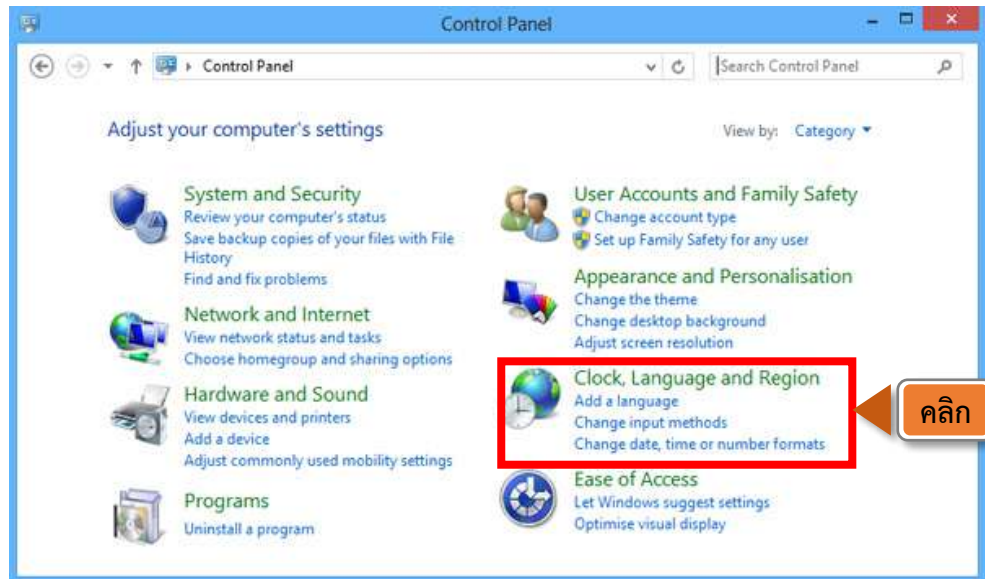 Control Panel
Control Panel
Search Control Panel
Adjust your computer's settings
View by: Category
System and Security
Review your computer's status
Save backup copies of your files with File
History
Find and fix problems
Network and Internet
View network status and tasks
Choose homegroup and sharing options
Hardware and Sound
View devices and printers
Add a device
Adjust commonly used mobility settings
Programs
Uninstall a program
User Accounts and Family Safety
Change account type
Set up Family Safety for any user
Appearance and Personalisation
Change the theme
Change desktop background
Adjust screen resolution
Clock, Language and Region
Add a language
Change input methods
Change date, time or number formats
คลิก
Ease of Access
Let Windows suggest settings
Optimise visual display